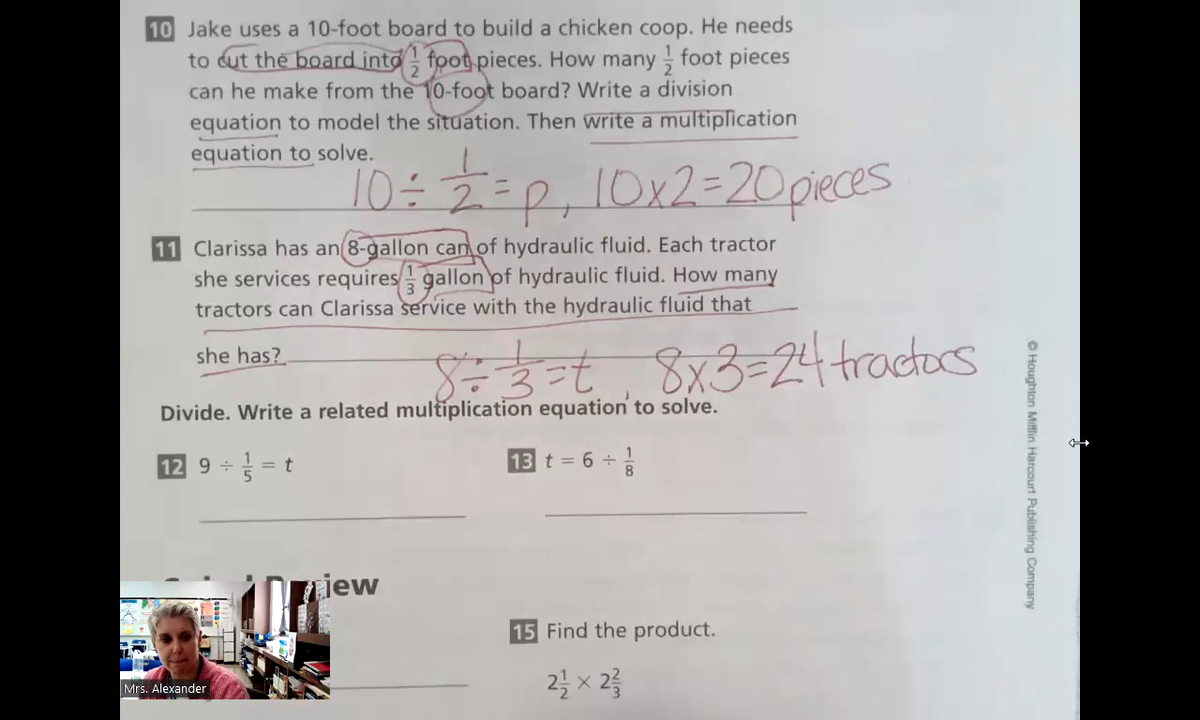 10 Jake uses a 10-foot board to build a chicken coop. He needs
to cut the board into 1/2 foot pieces. How many 1/2 foot pieces
can he make from the 10-foot board? Write a division
equation to model the situation. Then write a multiplication
equation to solve.
10 ÷ 1/2 = p, 10x2=20pieces
11 Clarissa has an 8-gallon can of hydraulic fluid. Each tractor
she services requires 1/3 gallon of hydraulic fluid. How many
tractors can Clarissa service with the hydraulic fluid that
she has?
8 ÷ 1/3 = t, 8x3=24 tractors
Divide. Write a related multiplication equation to solve.
12 9 ÷ 1/5 = t
13 t = 6 ÷ 1/8
15 Find the product.
2 1/2 × 2 2/3
© Houghton Mifflin Harcourt Publishing Company
Mrs. Alexander